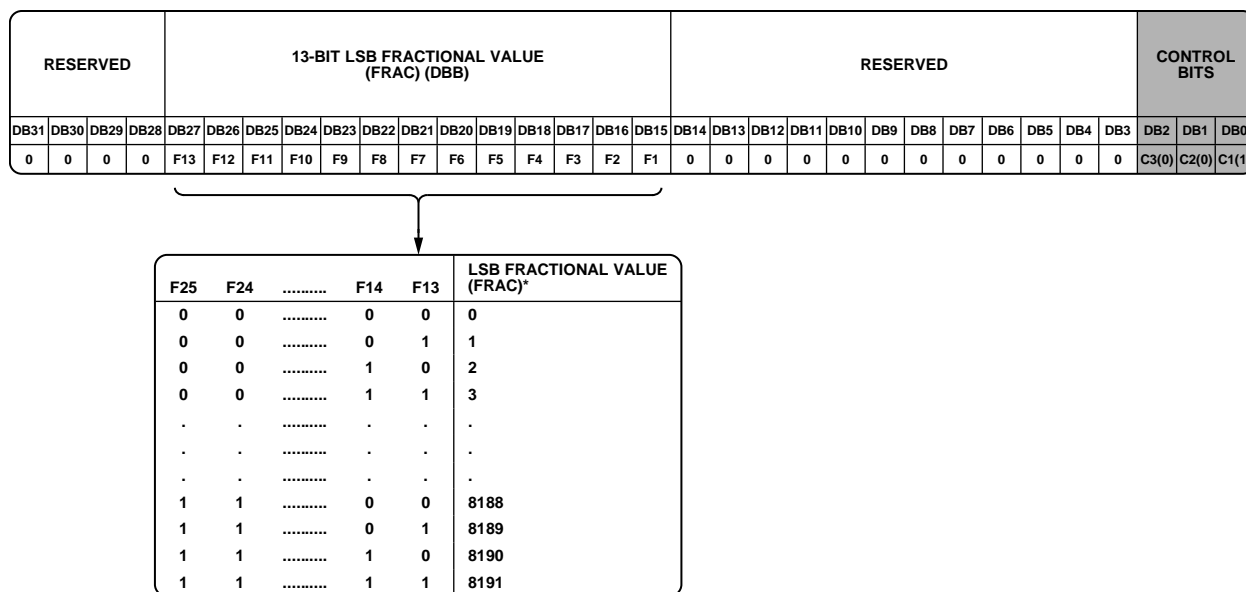 RESERVED
13-BIT LSB FRACTIONAL VALUE
(FRAC) (DBB)
RESERVED
CONTROL
BITS
DB31 DB30 DB29 DB28 DB27 DB26 DB25 DB24 DB23 DB22 DB21 DB20 DB19 DB18 DB17 DB16 DB15 DB14 DB13 DB12 DB11 DB10 DB9 DB8 DB7 DB6 DB5 DB4 DB3 DB2 DB1 DB0
0 0 0 0 F13 F12 F11 F10 F9 F8 F7 F6 F5 F4 F3 F2 F1 0 0 0 0 0 0 0 0 0 0 0 0 C3(0) C2(0) C1(1
LSB FRACTIONAL VALUE
F25 F24 .......... F14 F13 (FRAC)*
0 0 .......... 0 0 0
0 0 .......... 0 1 1
0 0 .......... 1 0 2
0 0 .......... 1 1 3
. . .......... . . .
. . .......... . . .
. . .......... . . .
1 1 .......... 0 0 8188
1 1 .......... 0 1 8189
1 1 .......... 1 0 8190
1 1 .......... 1 1 8191